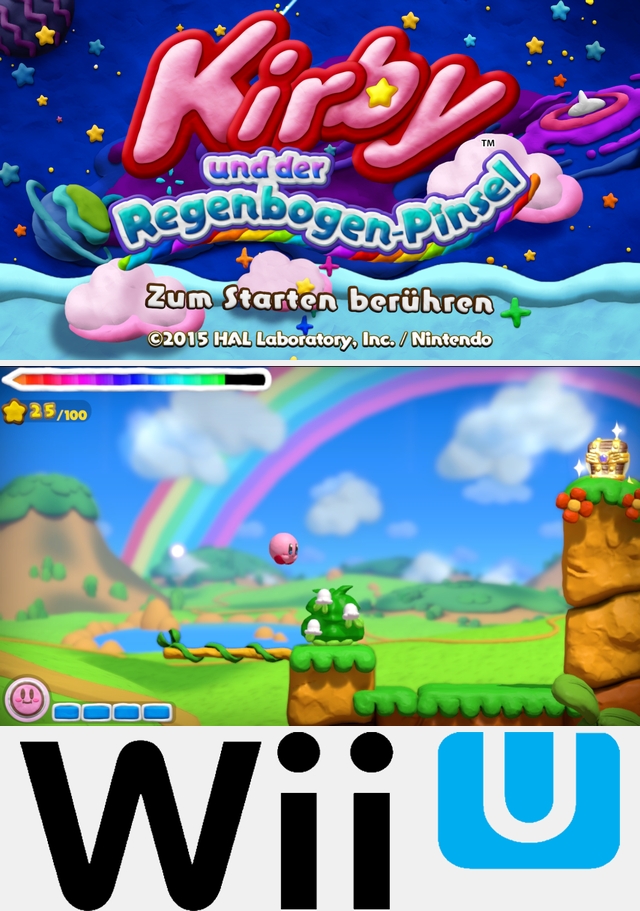 Kirby
TM
und der
Regenbogen-Pinsel
Zum Starten berühren
©2015 HAL Laboratory, Inc. / Nintendo
25/100
Wii U